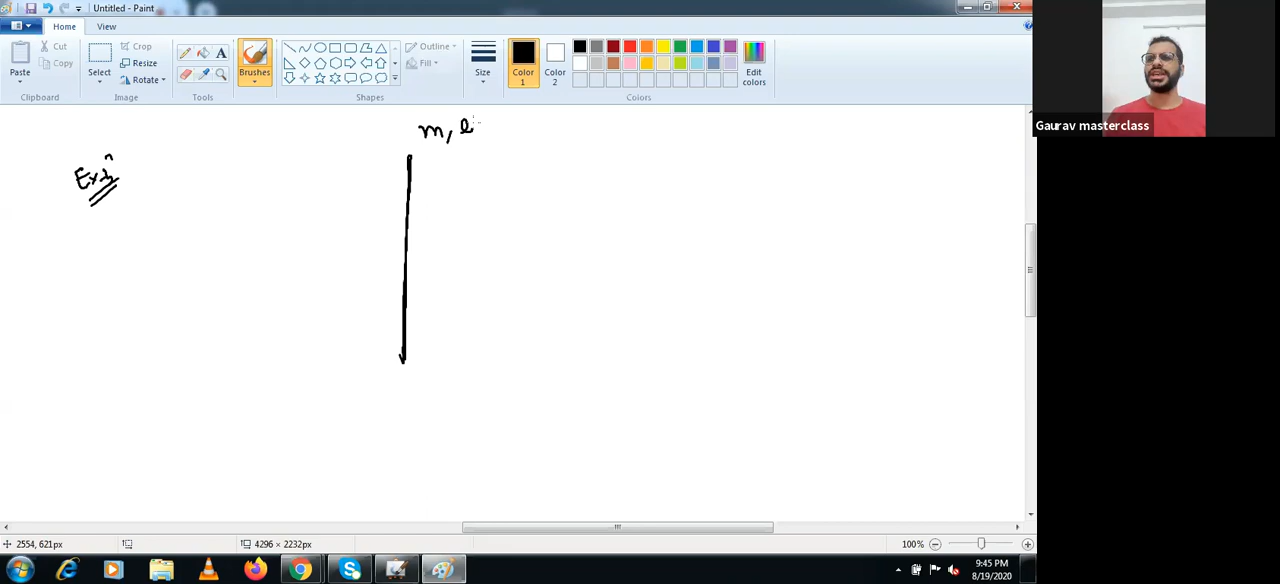 Untitled - Paint
Home View
Paste
Cut
Copy
Clipboard
Select
Crop
Resize
Rotate
Image
A
Tools
Brushes
Outline
Fill
Shapes
Size
Color 1
Color 2
Edit colors
Colors
m, l
Gaurav masterclass
2554, 621px
4296 × 2232px
100%
9:45 PM
8/19/2020